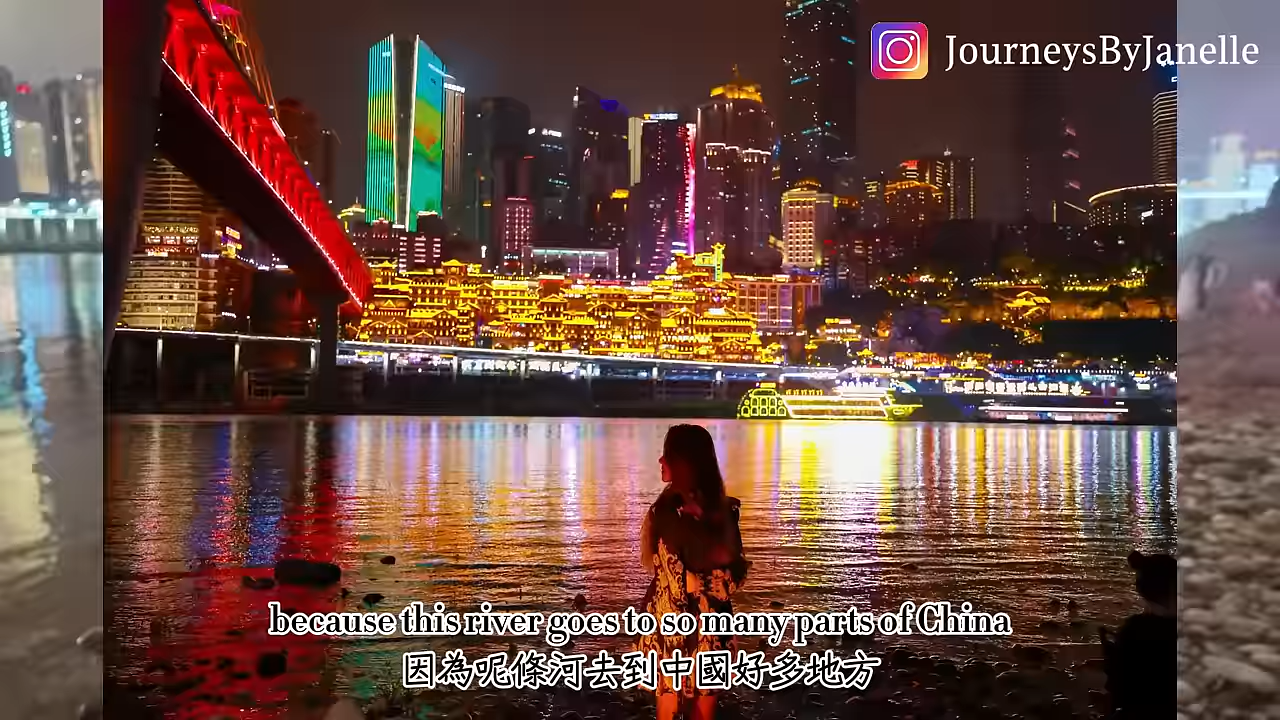 JourneysByJanelle
because this river goes to so many parts of China
因為呢條河去到中國好多地方